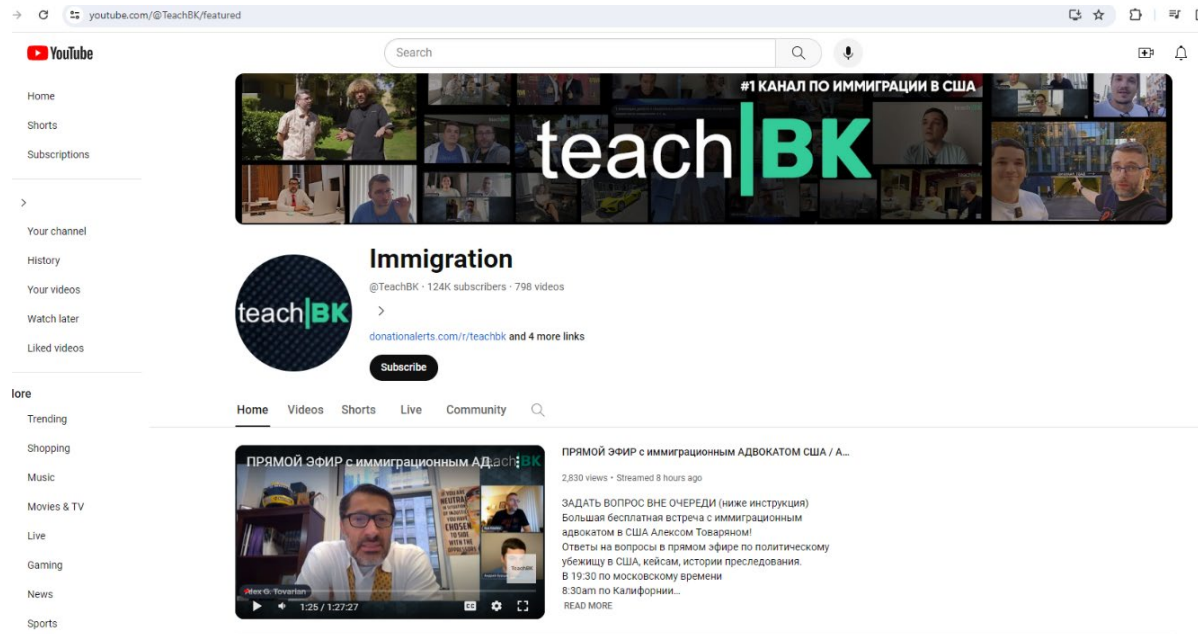 youtube.com/@TeachBK/featured
YouTube
Search
Home
Shorts
Subscriptions
Your channel
History
Your videos
Watch later
Liked videos
lore
Trending
Shopping
Music
Movies & TV
Live
Gaming
News
Sports
#1 КАНАЛ ПО ИММИГРАЦИИ В США
teach|BK
teach|BK
Immigration
@TeachBK · 124K subscribers · 798 videos
donationalerts.com/r/teachbk and 4 more links
Subscribe
Home Videos Shorts Live Community
ПРЯМОЙ ЭФИР с иммиграционным АД
Alex G. Tovarian
TeachBK
1:25 / 1:27:27
CC
ПРЯМОЙ ЭФИР с иммиграционным АДВОКАТОМ США / А...
2,830 views • Streamed 8 hours ago
ЗАДАТЬ ВОПРОС ВНЕ ОЧЕРЕДИ (ниже инструкция)
Большая бесплатная встреча с иммиграционным
адвокатом в США Алексом Товаряном!
Ответы на вопросы в прямом эфире по политическому
убежищу в США, кейсам, истории преследования.
В 19:30 по московскому времени
8:30am по Калифорнии...
READ MORE